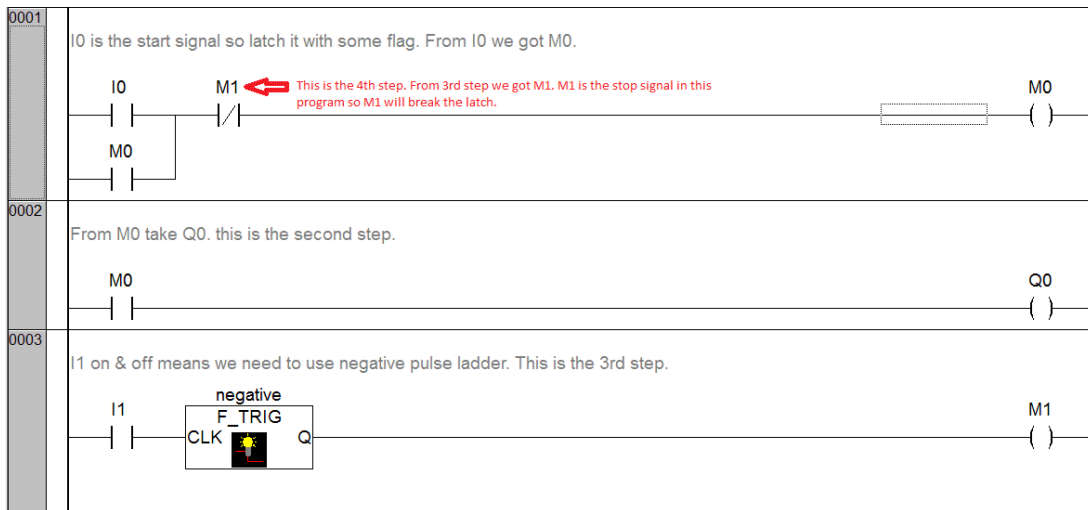 0001
I0 is the start signal so latch it with some flag. From I0 we got M0.
I0
M1
This is the 4th step. From 3rd step we got M1. M1 is the stop signal in this
program so M1 will break the latch.
M0
M0
0002
From M0 take Q0. this is the second step.
M0
Q0
0003
I1 on & off means we need to use negative pulse ladder. This is the 3rd step.
negative
I1
F_TRIG
M1
CLK
Q